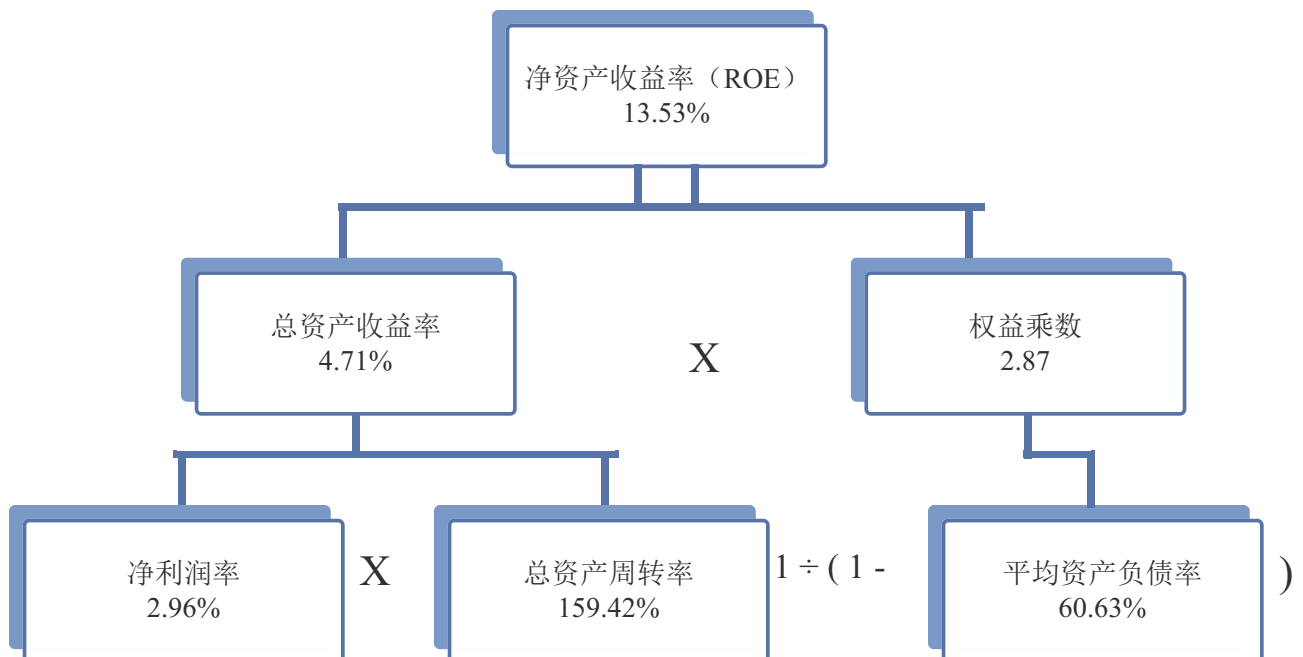 净资产收益率（ROE）
13.53%
总资产收益率
4.71%
X
权益乘数
2.87
净利润率
2.96%
X
总资产周转率
159.42%
1 ÷ ( 1 -
平均资产负债率
60.63%
)